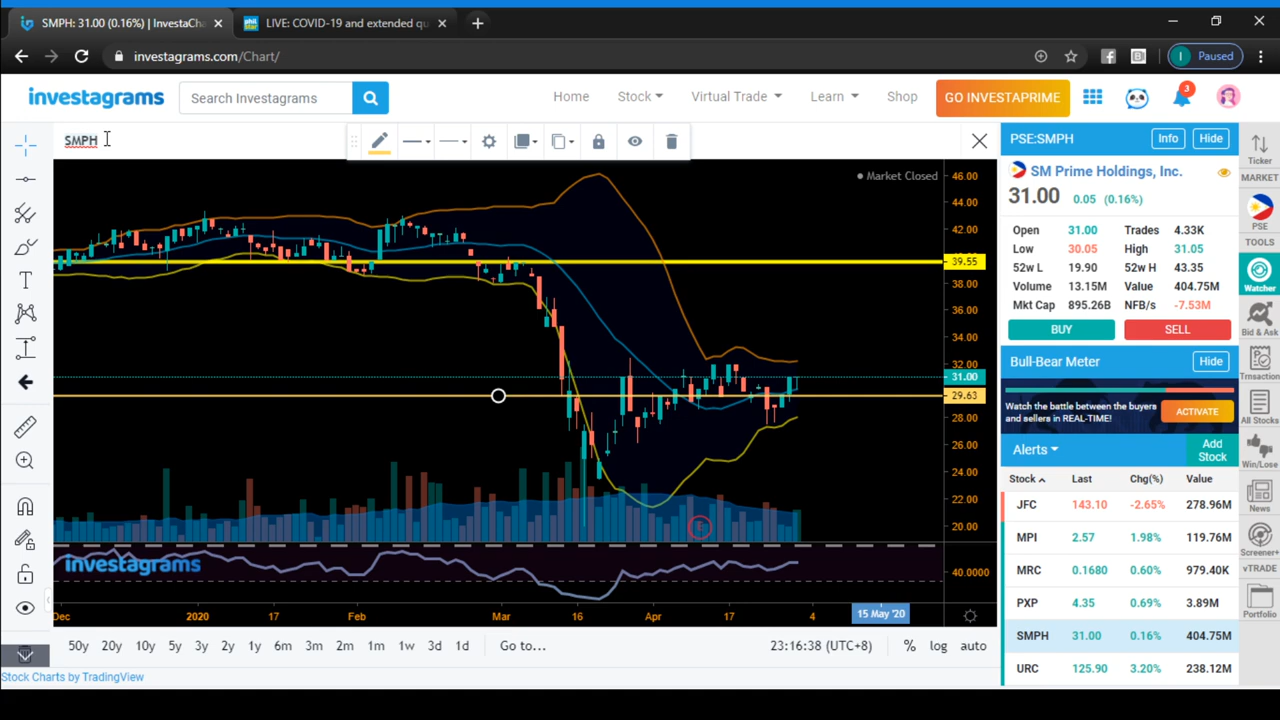 SMPH: 31.00 (0.16%) | InvestaCha
LIVE: COVID-19 and extended qu
investagrams.com/Chart/
Paused
investagrams
Search Investagrams
Home
Stock
Virtual Trade
Learn
Shop
GO INVESTAPRIME
3
SMPH
Market Closed
46.00
44.00
42.00
39.55
38.00
36.00
34.00
32.00
31.00
29.63
28.00
26.00
24.00
22.00
20.00
investagrams
40.0000
Dec
2020
17
Feb
Mar
16
Apr
17
4
15 May '20
50y 20y 10y 5y 3y 2y 1y 6m 3m 2m 1m 1w 3d 1d Go to...
23:16:38 (UTC+8) % log auto
Stock Charts by TradingView
PSE:SMPH Info Hide
SM Prime Holdings, Inc.
31.00 0.05 (0.16%)
Open 31.00 Trades 4.33K
Low 30.05 High 31.05
52w L 19.90 52w H 43.35
Volume 13.15M Value 404.75M
Mkt Cap 895.26B NFB/s -7.53M
BUY SELL
Bull-Bear Meter Hide
Watch the battle between the buyers
and sellers in REAL-TIME!
ACTIVATE
Alerts
Add
Stock
Stock Last Chg(%) Value
JFC 143.10 -2.65% 278.96M
MPI 2.57 1.98% 119.76M
MRC 0.1680 0.60% 979.40K
PXP 4.35 0.69% 3.89M
SMPH 31.00 0.16% 404.75M
URC 125.90 3.20% 238.12M
Ticker
MARKET
PSE
TOOLS
Watcher
Bid & Ask
Trnsaction
All Stocks
Win/Lose
News
Screener+
vTRADE
Portfolio